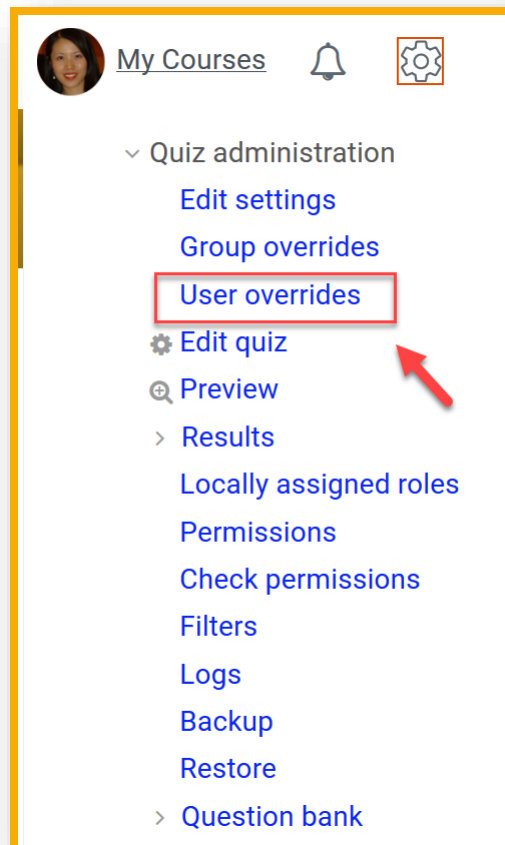 My Courses
Quiz administration
Edit settings
Group overrides
User overrides
Edit quiz
Preview
Results
Locally assigned roles
Permissions
Check permissions
Filters
Logs
Backup
Restore
Question bank